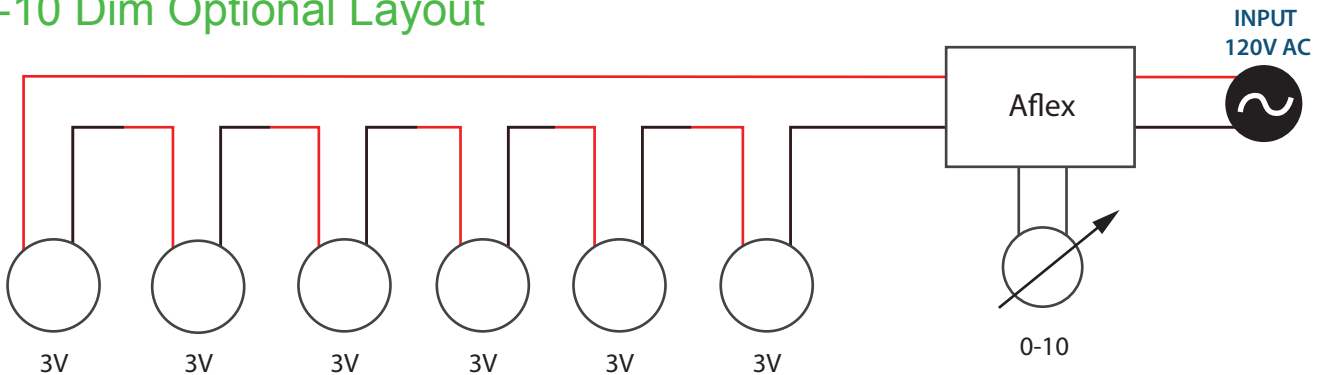 -10 Dim Optional Layout
INPUT
120V AC
Aflex
0-10
3V 3V 3V 3V 3V 3V